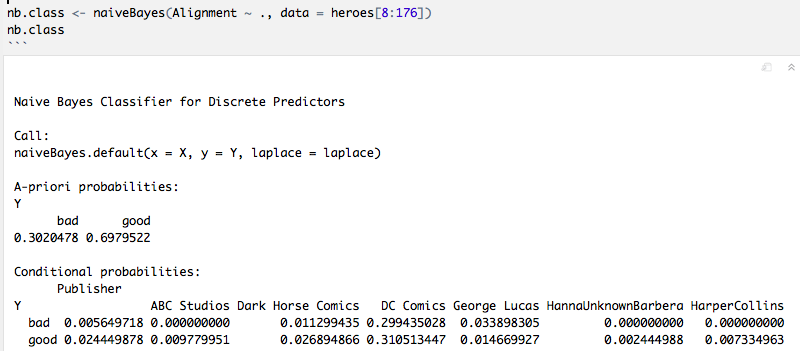 nb.class <- naiveBayes(Alignment ~ ., data = heroes[8:176])
nb.class
```
Naive Bayes Classifier for Discrete Predictors
Call:
naiveBayes.default(x = X, y = Y, laplace = laplace)
A-priori probabilities:
Y
bad good
0.3020478 0.6979522
Conditional probabilities:
Publisher
Y ABC Studios Dark Horse Comics DC Comics George Lucas HannaUnknownBarbera HarperCollins
bad 0.005649718 0.000000000 0.011299435 0.299435028 0.033898305 0.000000000 0.000000000
good 0.024449878 0.009779951 0.026894866 0.310513447 0.014669927 0.002444988 0.007334963